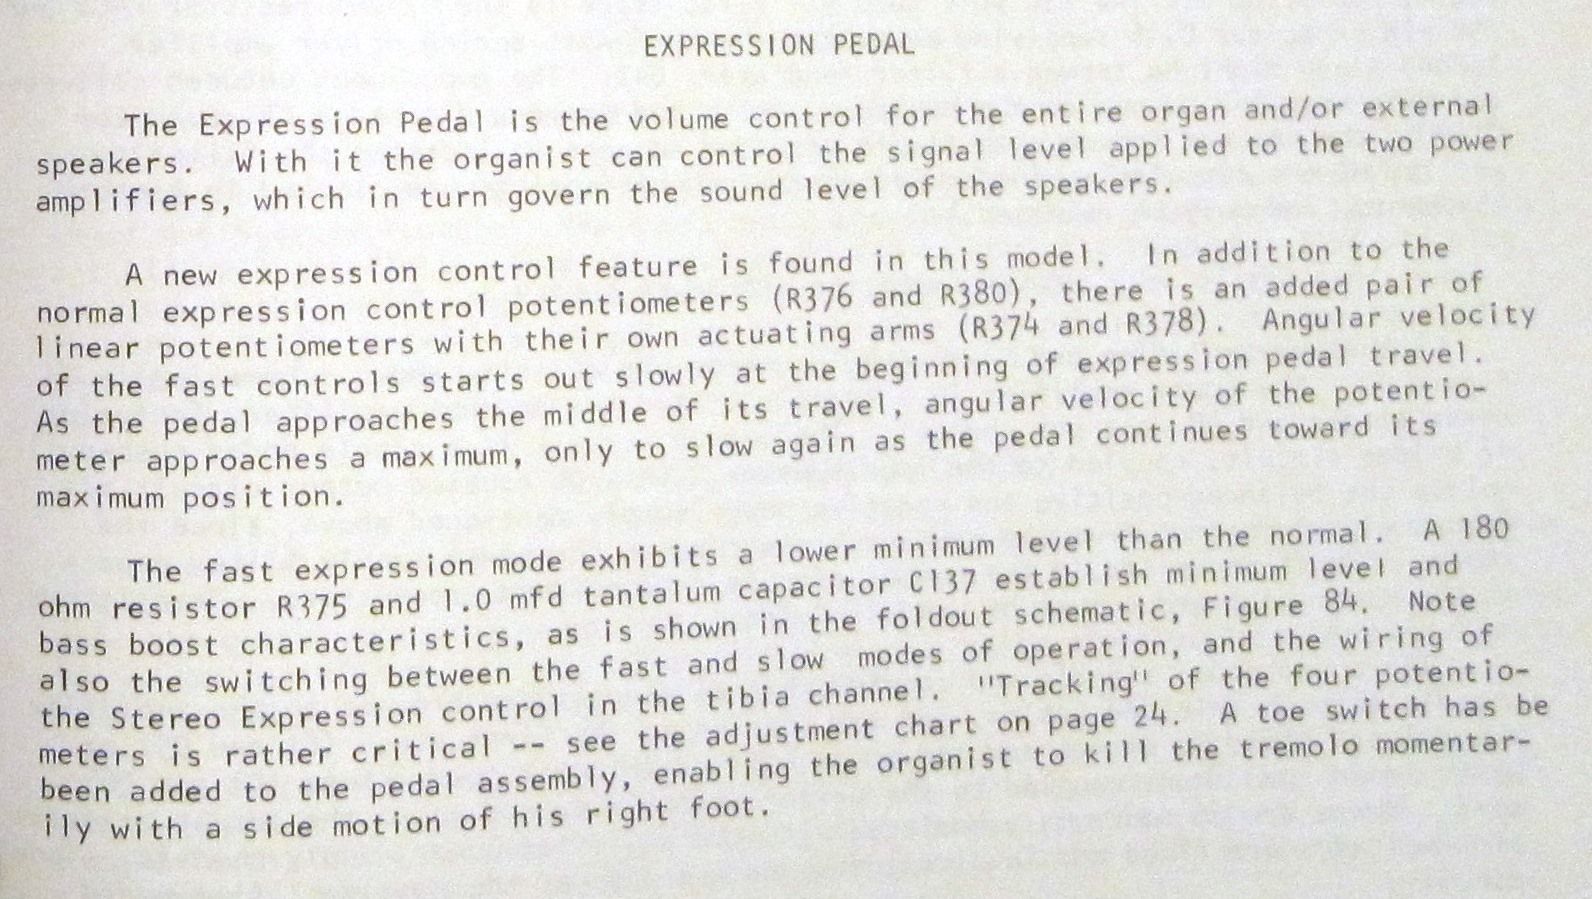 EXPRESSION PEDAL
The Expression Pedal is the volume control for the entire organ and/or external
speakers. With it the organist can control the signal level applied to the two power
amplifiers, which in turn govern the sound level of the speakers.
A new expression control feature is found in this model. In addition to the
normal expression control potentiometers (R376 and R380), there is an added pair of
linear potentiometers with their own actuating arms (R374 and R378). Angular velocity
of the fast controls starts out slowly at the beginning of expression pedal travel.
As the pedal approaches the middle of its travel, angular velocity of the potentio-
meter approaches a maximum, only to slow again as the pedal continues toward its
maximum position.
The fast expression mode exhibits a lower minimum level than the normal. A 180
ohm resistor R375 and 1.0 mfd tantalum capacitor C137 establish minimum level and
bass boost characteristics, as is shown in the foldout schematic, Figure 84. Note
also the switching between the fast and slow modes of operation, and the wiring of
the Stereo Expression control in the tibia channel. "Tracking" of the four potentio-
meters is rather critical -- see the adjustment chart on page 24. A toe switch has be
been added to the pedal assembly, enabling the organist to kill the tremolo momentar-
ily with a side motion of his right foot.